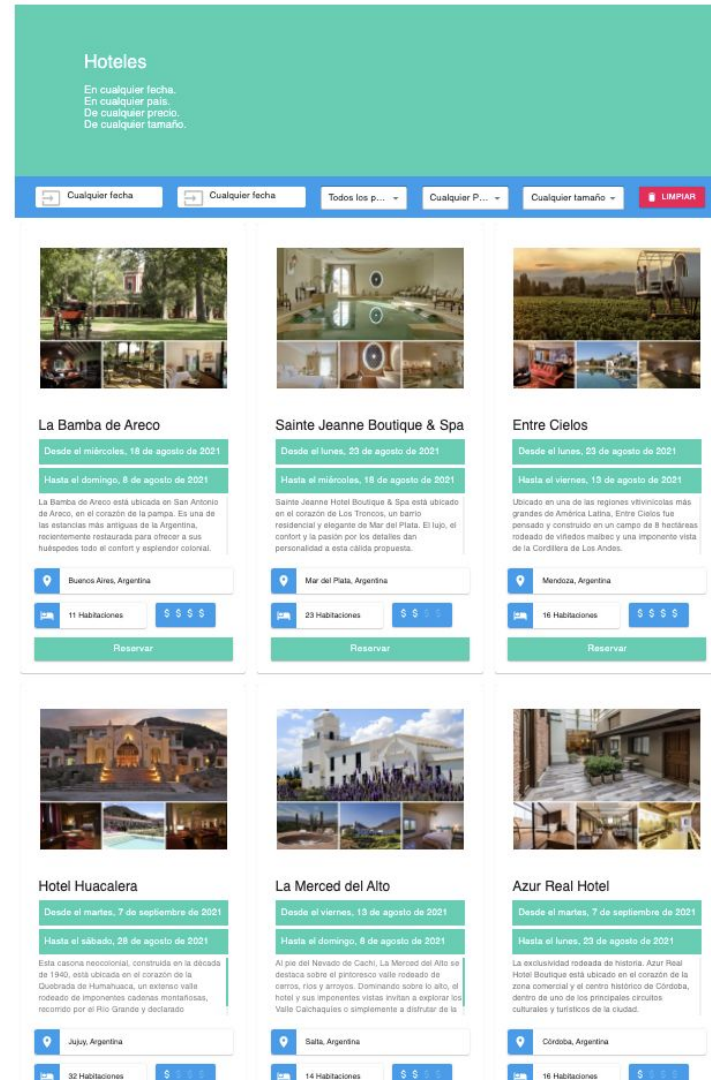 Hoteles
En cualquier fecha.
En cualquier país.
De cualquier precio.
De cualquier tamaño.
Cualquier fecha
Cualquier fecha
Todos los p...
Cualquier P...
Cualquier tamaño
LIMPIAR
La Bamba de Areco
Desde el miércoles, 18 de agosto de 2021
Hasta el domingo, 8 de agosto de 2021
La Bamba de Areco está ubicada en San Antonio
de Areco, en el corazón de la pampa. Es una de
las estancias más antiguas de la Argentina,
recientemente restaurada para ofrecer a sus
huéspedes todo el confort y esplendor colonial.
Buenos Aires, Argentina
11 Habitaciones
$ $ $ $
Reservar
Sainte Jeanne Boutique & Spa
Desde el lunes, 23 de agosto de 2021
Hasta el miércoles, 18 de agosto de 2021
Sainte Jeanne Hotel Boutique & Spa está ubicado
en el corazón de Los Troncos, un barrio
residencial y elegante de Mar del Plata. El lujo, el
confort y la pasión por los detalles dan
personalidad a esta cálida propuesta.
Mar del Plata, Argentina
23 Habitaciones
$ $ $ $
Reservar
Entre Cielos
Desde el lunes, 23 de agosto de 2021
Hasta el viernes, 13 de agosto de 2021
Ubicado en una de las regiones vitivinícolas más
grandes de América Latina, Entre Cielos fue
pensado y construido en un campo de 8 hectáreas
rodeado de viñedos malbec y una imponente vista
de la Cordillera de Los Andes.
Mendoza, Argentina
16 Habitaciones
$ $ $ $
Reservar
Hotel Huacalera
Desde el martes, 7 de septiembre de 2021
Hasta el sábado, 28 de agosto de 2021
Esta casona neocolonial, construida en la década
de 1940, está ubicada en el corazón de la
Quebrada de Humahuaca, un extenso valle
rodeado de imponentes cadenas montañosas,
recorrido por el Río Grande y declarado
Jujuy, Argentina
32 Habitaciones
$ $ $ $
La Merced del Alto
Desde el viernes, 13 de agosto de 2021
Hasta el domingo, 8 de agosto de 2021
Al pie del Nevado de Cachi, La Merced del Alto se
destaca sobre el pintoresco valle rodeado de
cerros, ríos y arroyos. Dominando sobre lo alto, el
hotel y sus imponentes vistas invitan a explorar los
Valle Calchaquíes o simplemente a disfrutar de la
Salta, Argentina
14 Habitaciones
$ $ $ $
Azur Real Hotel
Desde el martes, 7 de septiembre de 2021
Hasta el lunes, 23 de agosto de 2021
La exclusividad rodeada de historia. Azur Real
Hotel Boutique está ubicado en el corazón de la
zona comercial y el centro histórico de Córdoba,
dentro de uno de los principales circuitos
culturales y turísticos de la ciudad.
Córdoba, Argentina
16 Habitaciones
$ $ $ $